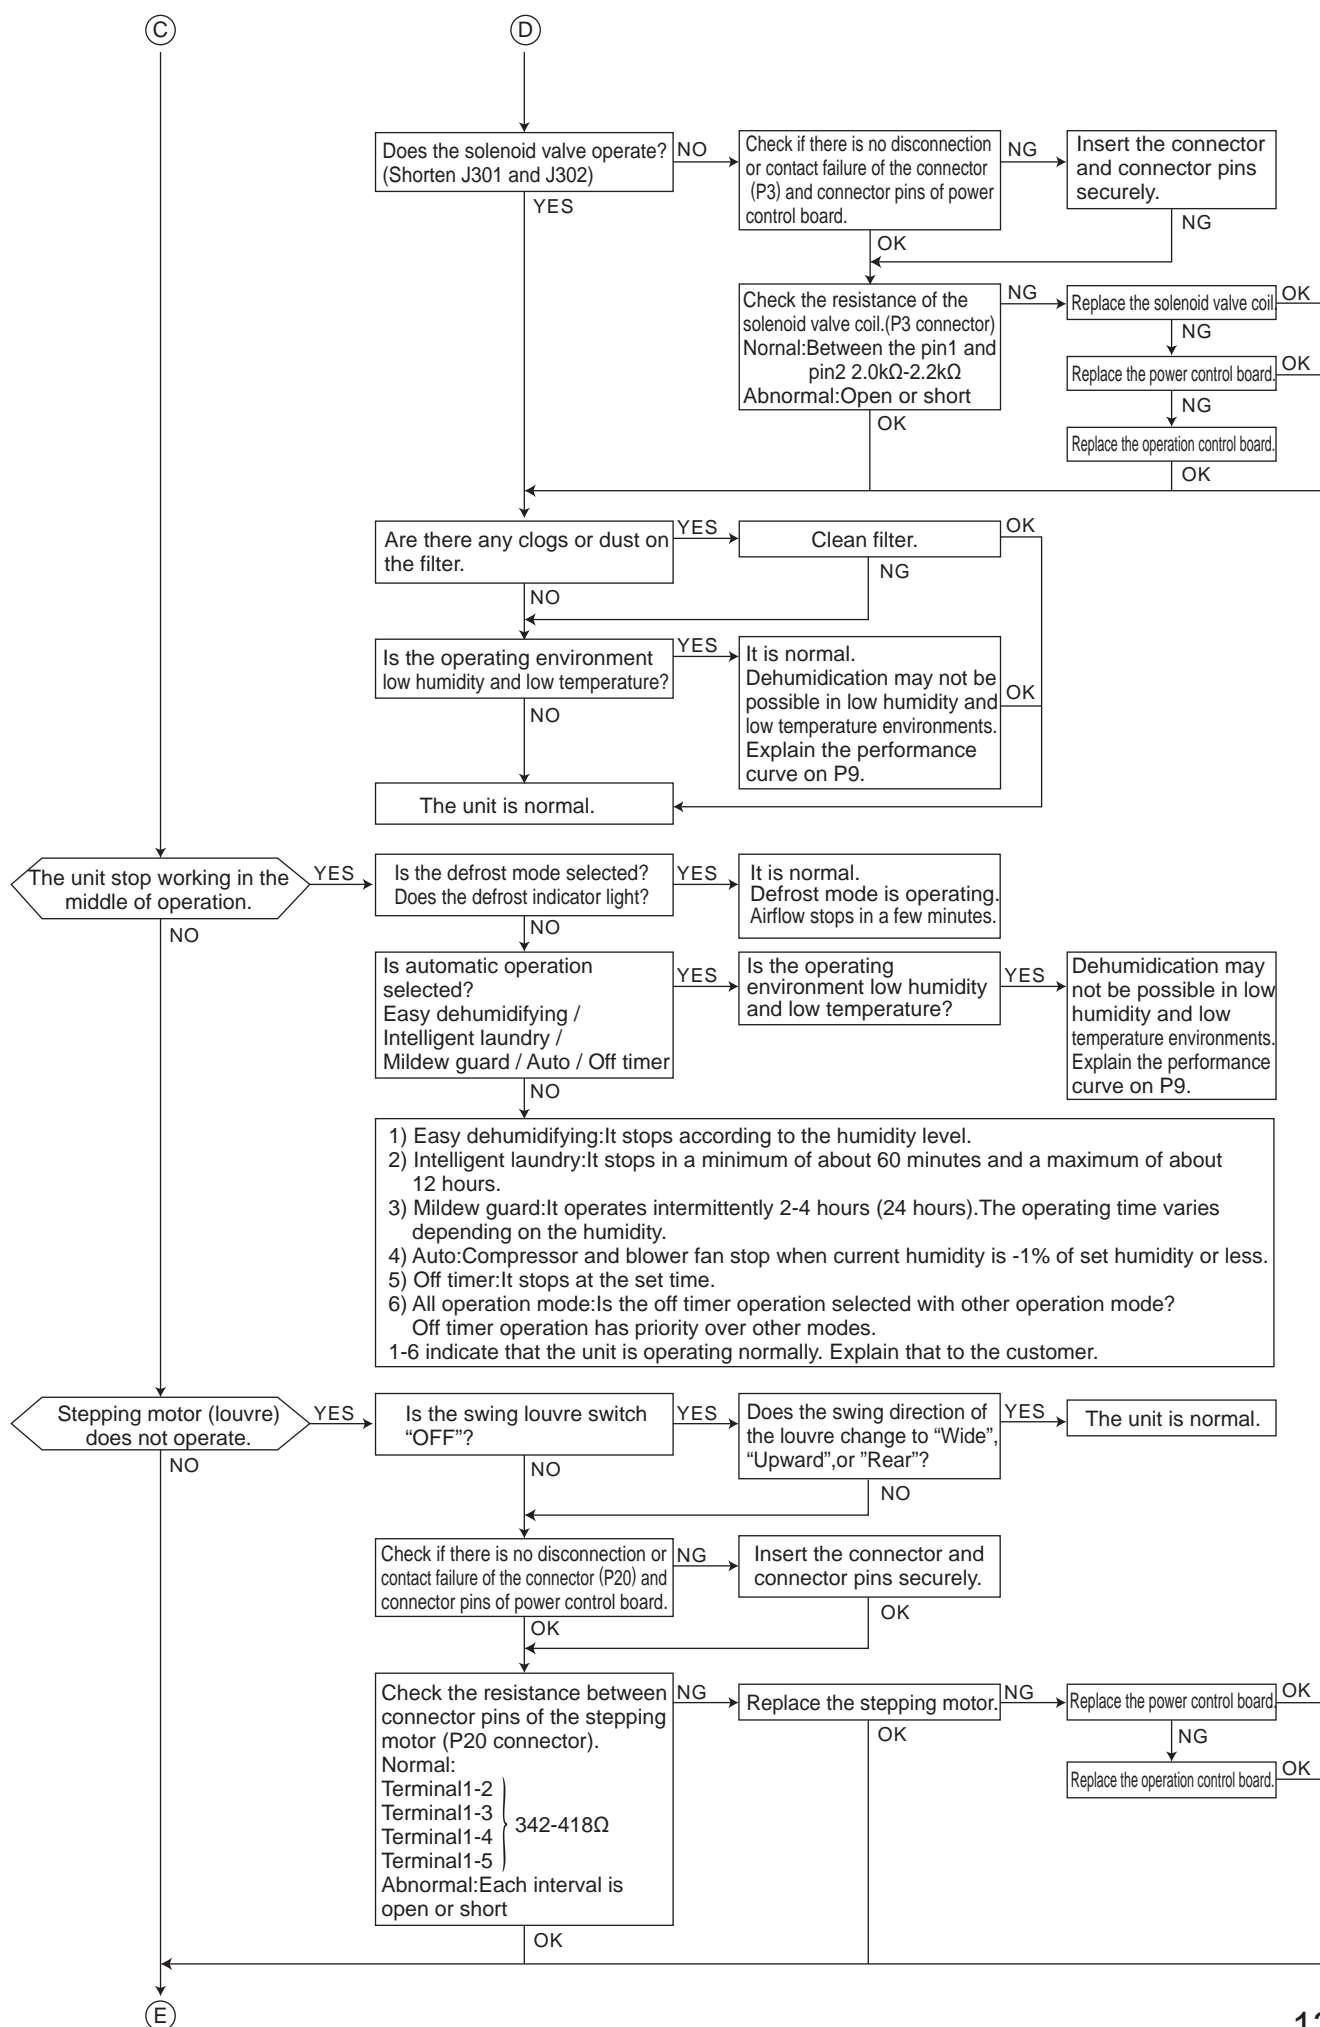 C
D
Does the solenoid valve operate?
(Shorten J301 and J302)
NO
YES
Check if there is no disconnection
or contact failure of the connector
(P3) and connector pins of power
control board.
NG
OK
Insert the connector
and connector pins
securely.
NG
Check the resistance of the
solenoid valve coil.(P3 connector)
Nornal:Between the pin1 and
pin2 2.0kΩ-2.2kΩ
Abnormal:Open or short
NG
OK
Replace the solenoid valve coil.
OK
NG
Replace the power control board.
OK
NG
Replace the operation control board.
OK
Are there any clogs or dust on
the filter.
YES
NO
Clean filter.
OK
NG
Is the operating environment
low humidity and low temperature?
YES
NO
It is normal.
Dehumidication may not be
possible in low humidity and
low temperature environments.
Explain the performance
curve on P9.
OK
The unit is normal.
The unit stop working in the
middle of operation.
YES
NO
Is the defrost mode selected?
Does the defrost indicator light?
YES
NO
It is normal.
Defrost mode is operating.
Airflow stops in a few minutes.
Is automatic operation
selected?
Easy dehumidifying /
Intelligent laundry /
Mildew guard / Auto / Off timer
YES
NO
Is the operating
environment low humidity
and low temperature?
YES
Dehumidication may
not be possible in low
humidity and low
temperature environments.
Explain the performance
curve on P9.
1) Easy dehumidifying:It stops according to the humidity level.
2) Intelligent laundry:It stops in a minimum of about 60 minutes and a maximum of about
12 hours.
3) Mildew guard:It operates intermittently 2-4 hours (24 hours).The operating time varies
depending on the humidity.
4) Auto:Compressor and blower fan stop when current humidity is -1% of set humidity or less.
5) Off timer:It stops at the set time.
6) All operation mode:Is the off timer operation selected with other operation mode?
Off timer operation has priority over other modes.
1-6 indicate that the unit is operating normally. Explain that to the customer.
Stepping motor (louvre)
does not operate.
YES
NO
Is the swing louvre switch
“OFF”?
YES
NO
Does the swing direction of
the louvre change to “Wide”,
“Upward”,or ”Rear”?
YES
NO
The unit is normal.
Check if there is no disconnection or
contact failure of the connector (P20) and
connector pins of power control board.
NG
OK
Insert the connector and
connector pins securely.
OK
Check the resistance between
connector pins of the stepping
motor (P20 connector).
Normal:
Terminal1-2
Terminal1-3
Terminal1-4
Terminal1-5
342-418Ω
Abnormal:Each interval is
open or short
NG
OK
Replace the stepping motor.
NG
OK
Replace the power control board.
OK
NG
Replace the operation control board.
OK
E